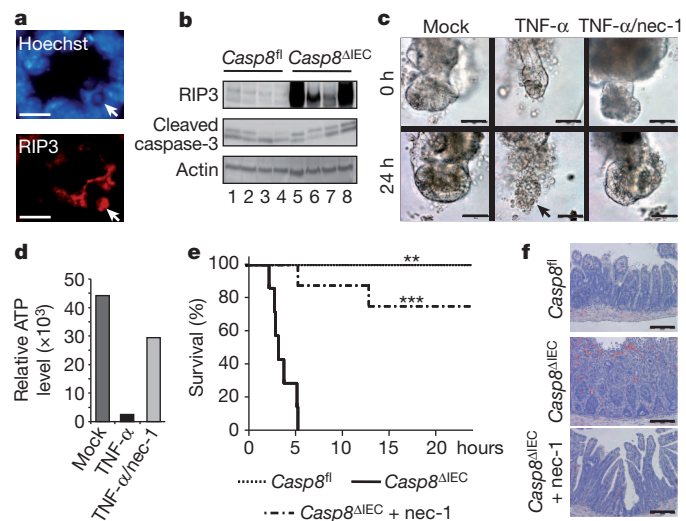 a
Hoechst
RIP3
b
Casp8fl Casp8ΔIEC
RIP3
Cleaved
caspase-3
Actin
1 2 3 4 5 6 7 8
c
Mock TNF-α TNF-α/nec-1
0 h
24 h
d
Relative ATP
level (×10³)
50
40
30
20
10
0
Mock
TNF-α
TNF-α/nec-1
e
Survival (%)
100
80
60
40
20
0
**
***
0 10 20 hours
Casp8fl Casp8ΔIEC
Casp8ΔIEC + nec-1
f
Casp8fl
Casp8ΔIEC
Casp8ΔIEC
+ nec-1